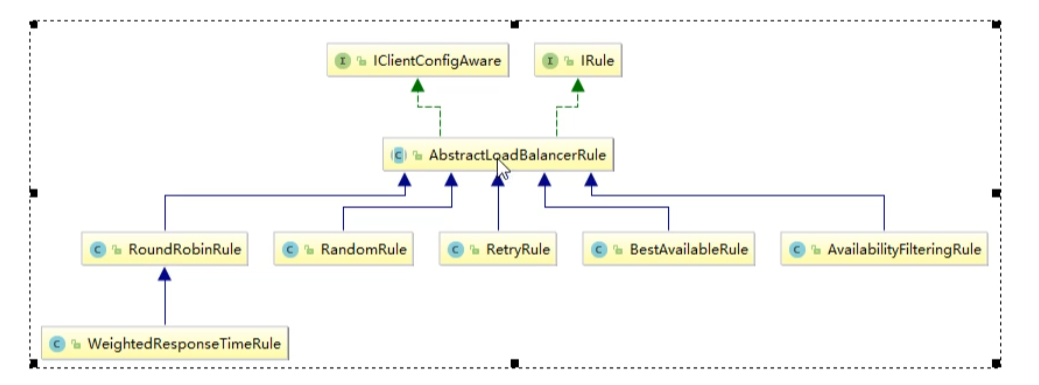 IClientConfigAware
IRule
AbstractLoadBalancerRule
RoundRobinRule
RandomRule
RetryRule
BestAvailableRule
AvailabilityFilteringRule
WeightedResponseTimeRule